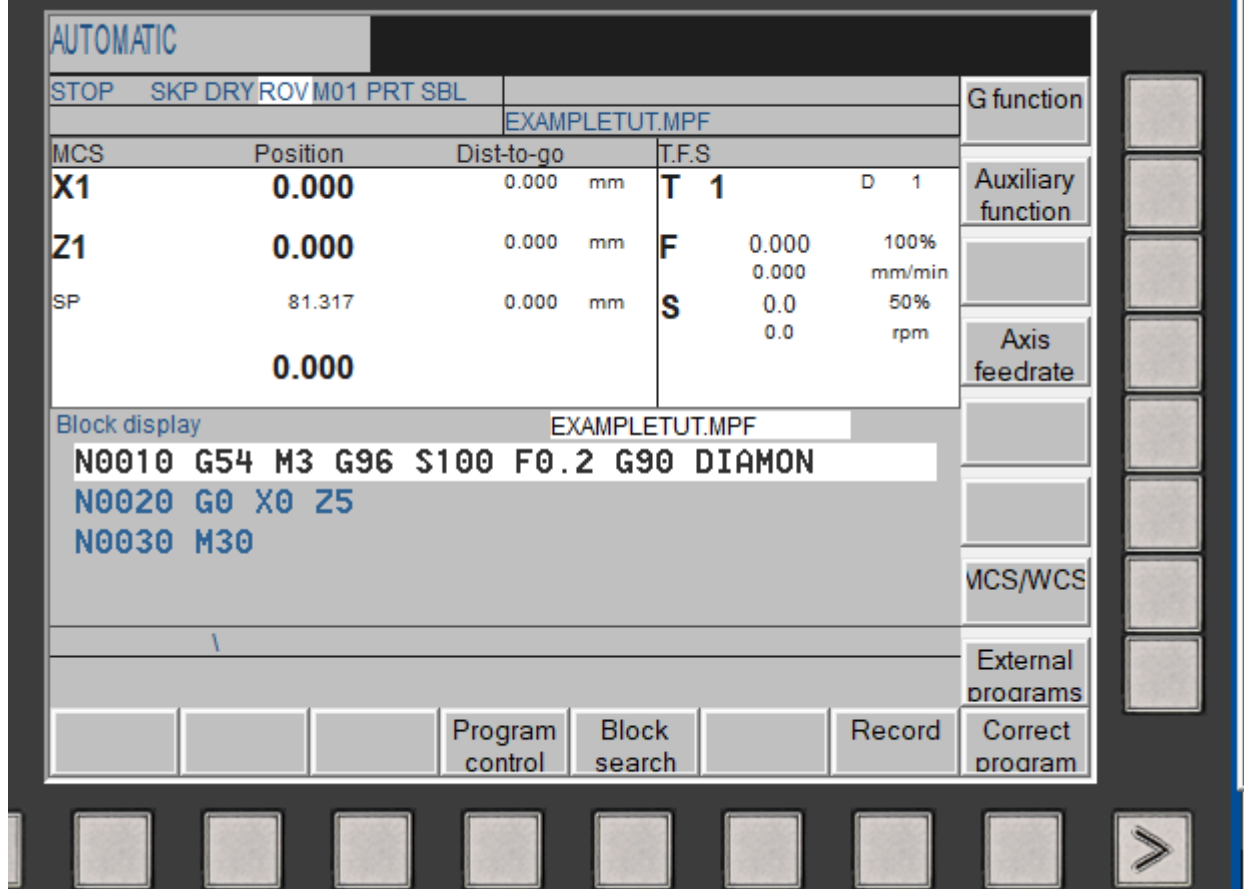 AUTOMATIC
STOP SKP DRY ROV M01 PRT SBL
G function
EXAMPLETUT.MPF
MCS Position Dist-to-go T.F.S
X1 0.000 0.000 mm T 1 D 1
Auxiliary
function
Z1 0.000 0.000 mm F 0.000 100%
0.000 mm/min
SP 81.317 0.000 mm S 0.0 50%
0.0 rpm
Axis
feedrate
0.000
Block display EXAMPLETUT.MPF
N0010 G54 M3 G96 S100 F0.2 G90 DIAMON
N0020 G0 X0 Z5
N0030 M30
MCS/WCS
\
External
programs
Program
control
Block
search
Record
Correct
program
>